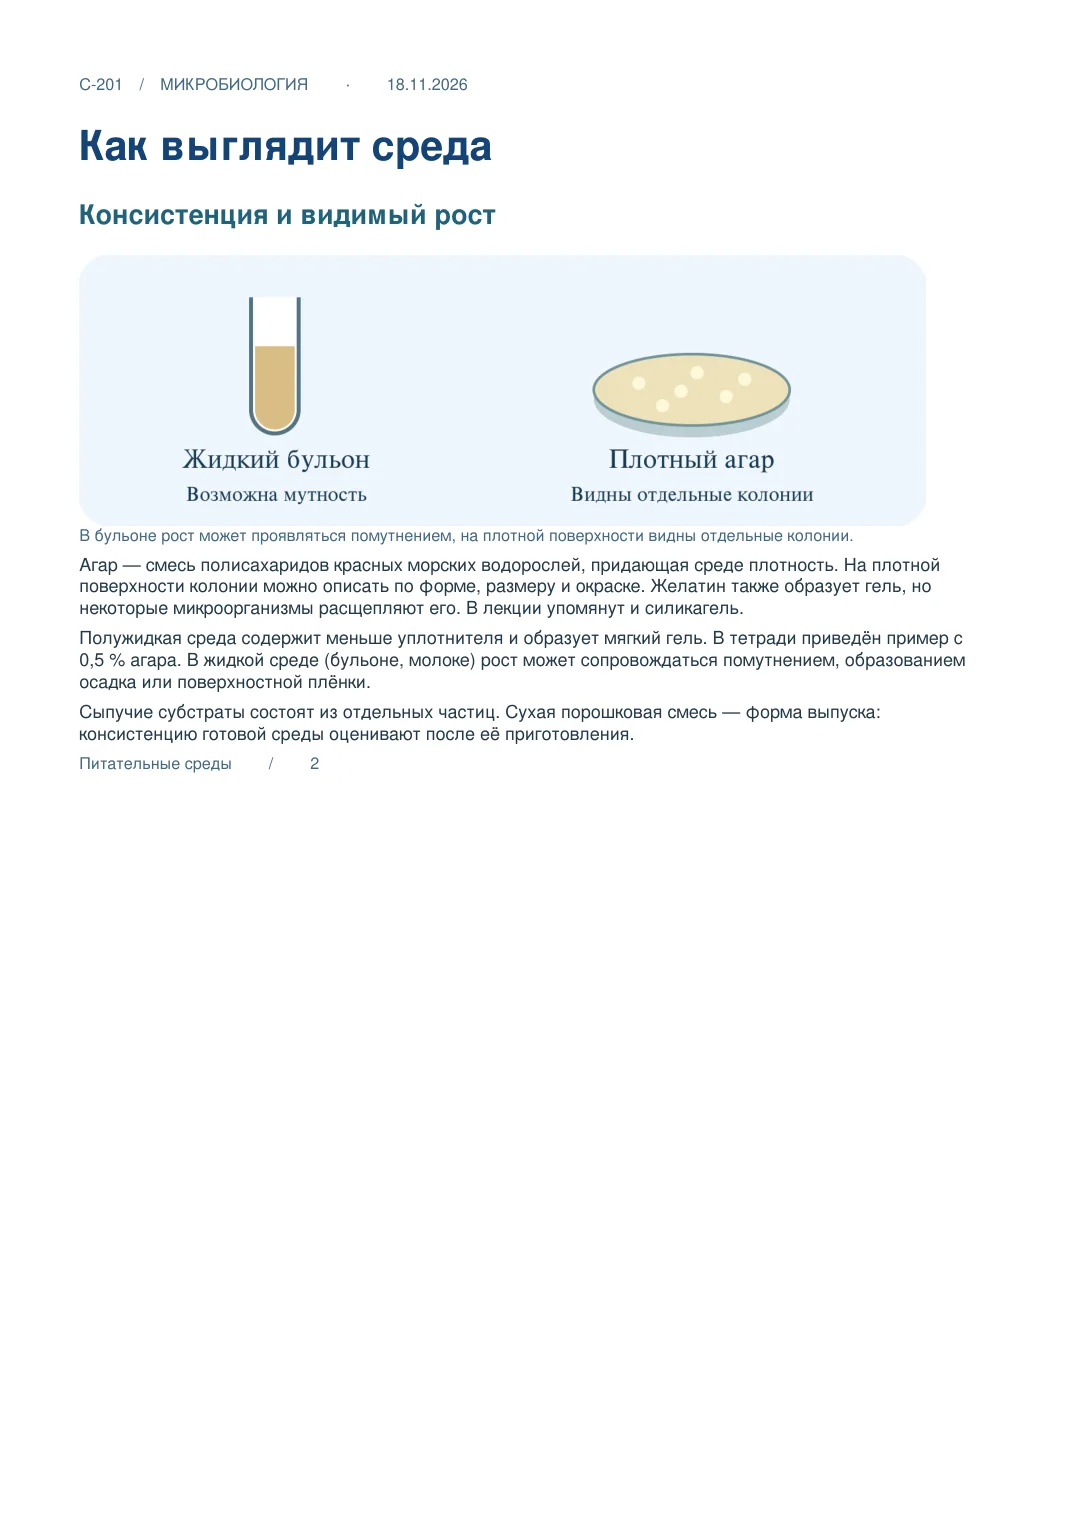 С-201 / МИКРОБИОЛОГИЯ · 18.11.2026
Как выглядит среда
Консистенция и видимый рост
Жидкий бульон
Возможна мутность
Плотный агар
Видны отдельные колонии
В бульоне рост может проявляться помутнением, на плотной поверхности видны отдельные колонии.
Агар — смесь полисахаридов красных морских водорослей, придающая среде плотность. На плотной
поверхности колонии можно описать по форме, размеру и окраске. Желатин также образует гель, но
некоторые микроорганизмы расщепляют его. В лекции упомянут и силикагель.
Полужидкая среда содержит меньше уплотнителя и образует мягкий гель. В тетради приведён пример с
0,5 % агара. В жидкой среде (бульоне, молоке) рост может сопровождаться помутнением, образованием
осадка или поверхностной плёнки.
Сыпучие субстраты состоят из отдельных частиц. Сухая порошковая смесь — форма выпуска:
консистенцию готовой среды оценивают после её приготовления.
Питательные среды / 2